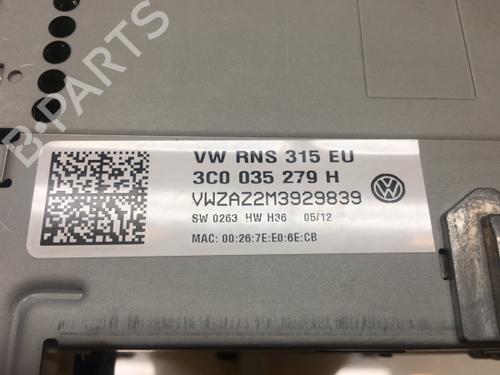 VW RNS 315 EU
3C0 035 279 H
VWZAZ2M3929839
SW 0263 HW H36 05/12
MAC: 00:26:7E:E0:6E:CB
B-PARTS